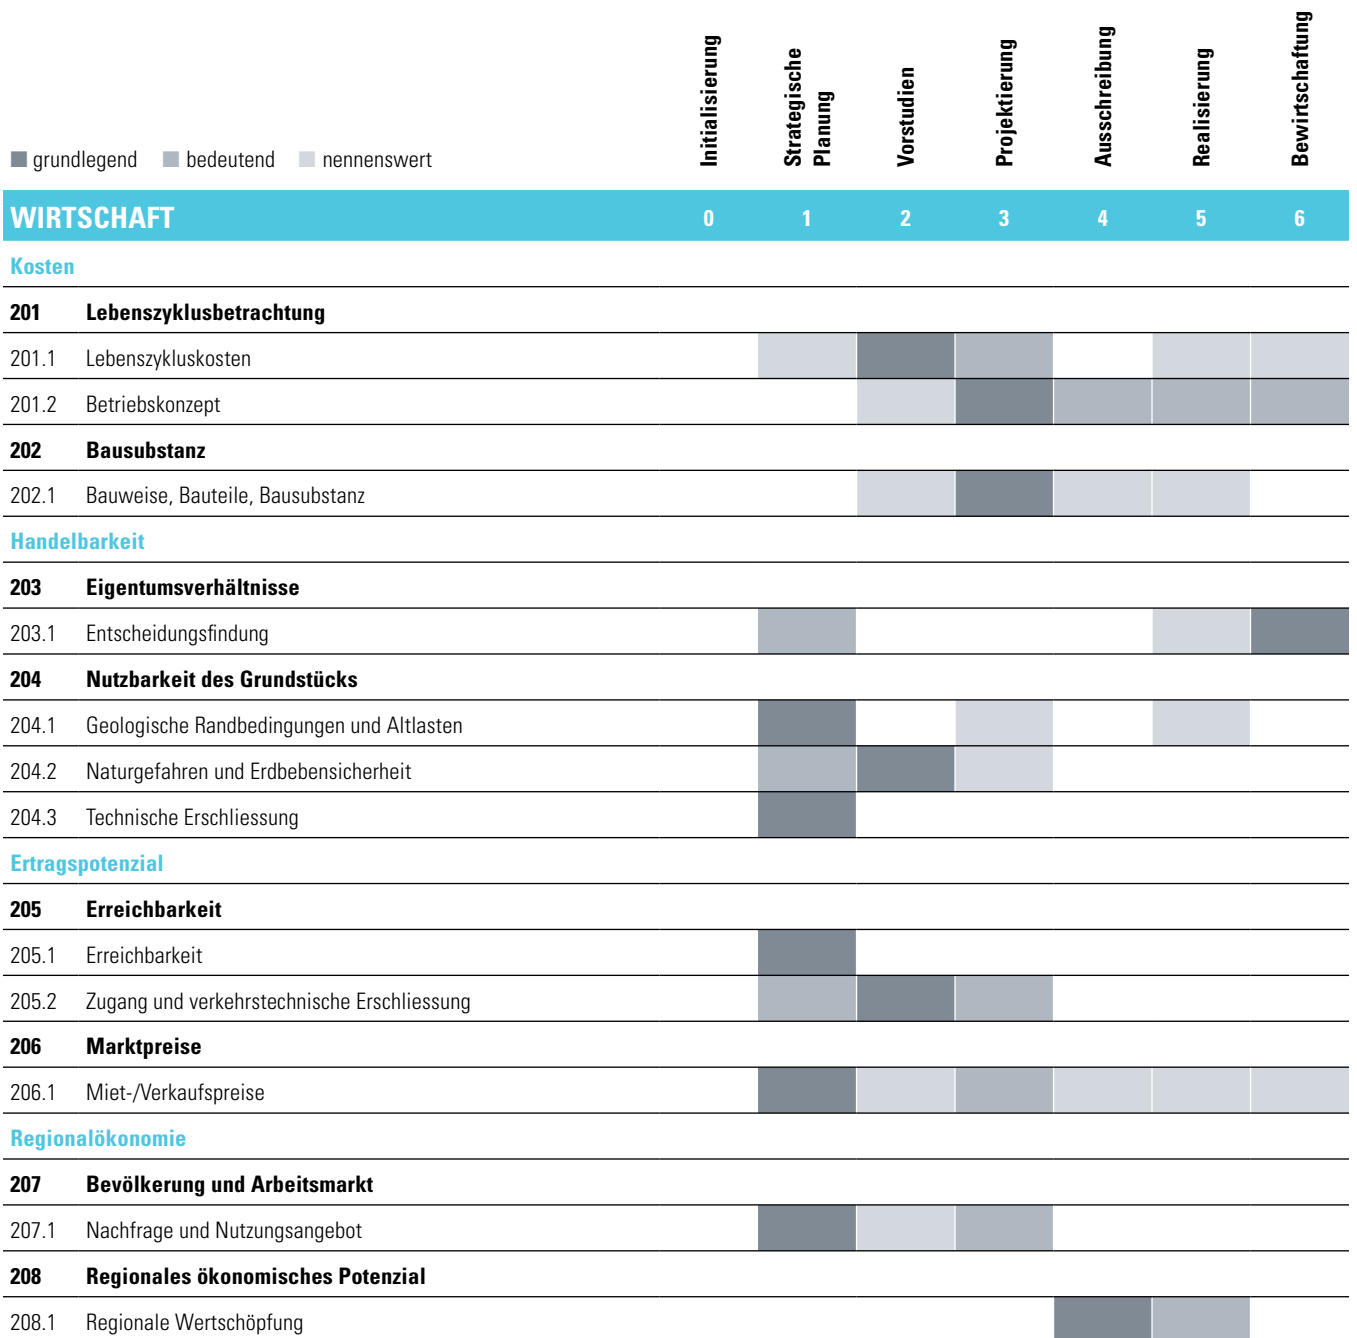 Initialisierung
Strategische
Planung
Vorstudien
Projektierung
Ausschreibung
Realisierung
Bewirtschaftung
grundlegend bedeutend nennenswert
WIRTSCHAFT 0 1 2 3 4 5 6
Kosten
201 Lebenszyklusbetrachtung
201.1 Lebenszykluskosten
201.2 Betriebskonzept
202 Bausubstanz
202.1 Bauweise, Bauteile, Bausubstanz
Handelbarkeit
203 Eigentumsverhältnisse
203.1 Entscheidungsfindung
204 Nutzbarkeit des Grundstücks
204.1 Geologische Randbedingungen und Altlasten
204.2 Naturgefahren und Erdbebensicherheit
204.3 Technische Erschliessung
Ertragspotenzial
205 Erreichbarkeit
205.1 Erreichbarkeit
205.2 Zugang und verkehrstechnische Erschliessung
206 Marktpreise
206.1 Miet-/Verkaufspreise
Regionalökonomie
207 Bevölkerung und Arbeitsmarkt
207.1 Nachfrage und Nutzungsangebot
208 Regionales ökonomisches Potenzial
208.1 Regionale Wertschöpfung